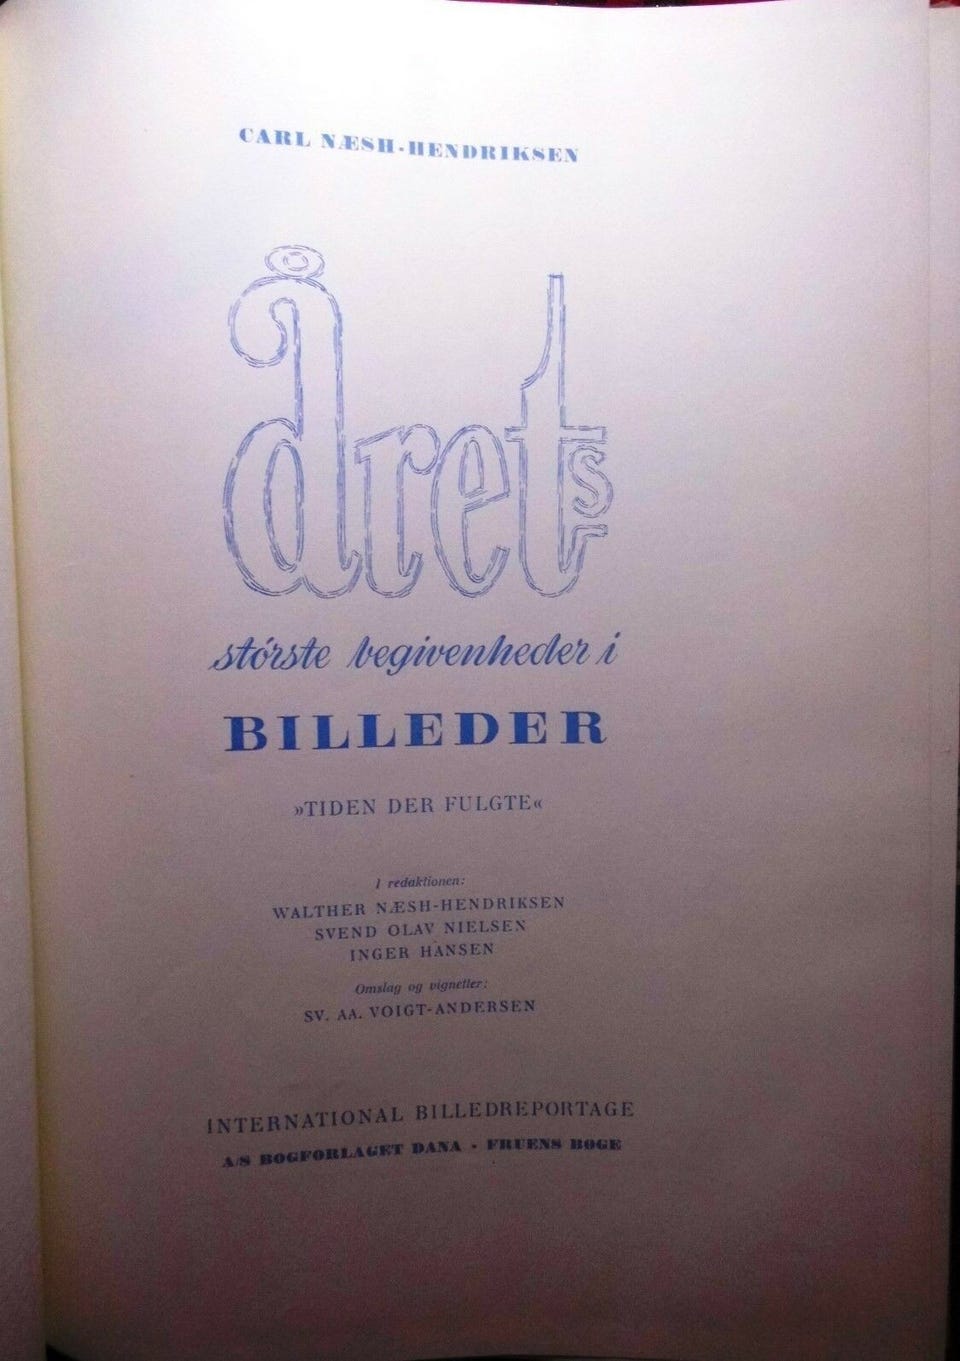 CARL NÆSH-HENDRIKSEN
årets
største begivenheder i
BILLEDER
»TIDEN DER FULGTE«
I redaktionen:
WALTHER NÆSH-HENDRIKSEN
SVEND OLAV NIELSEN
INGER HANSEN
Omslag og vignetter:
SV. AA. VOIGT-ANDERSEN
INTERNATIONAL BILLEDREPORTAGE
A/S BOGFORLAGET DANA · FRUENS BØGE